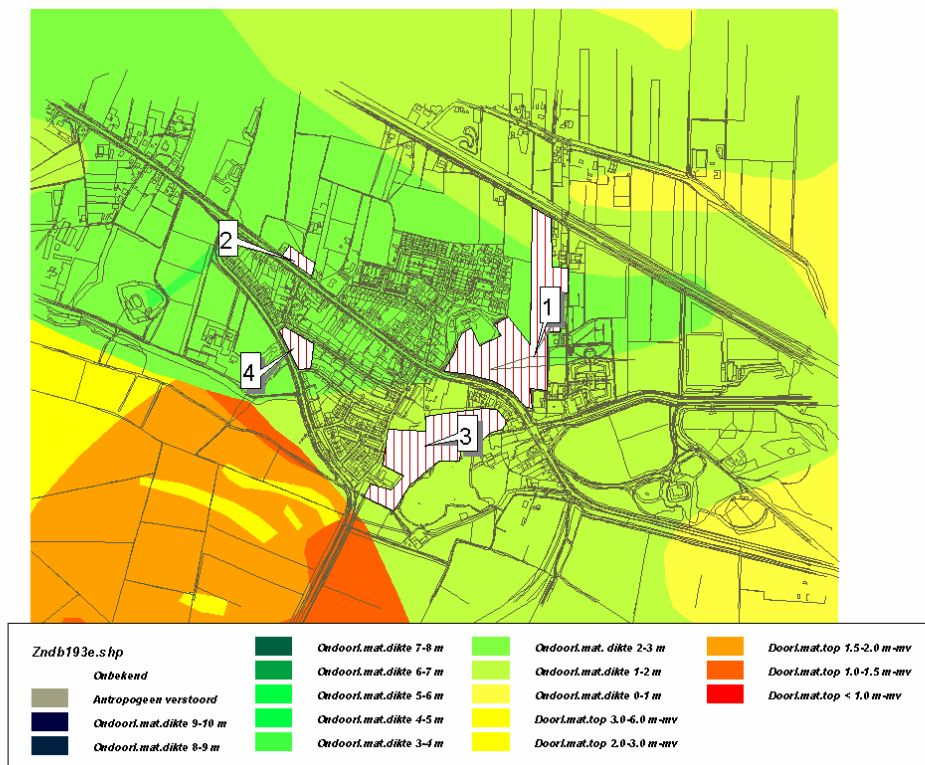 2
1
4
3
Zndb193e.shp
Onbekend
Antropogeen verstoord
Ondoorl.mat.dikte 9-10 m
Ondoorl.mat.dikte 8-9 m
Ondoorl.mat.dikte 7-8 m
Ondoorl.mat.dikte 6-7 m
Ondoorl.mat.dikte 5-6 m
Ondoorl.mat.dikte 4-5 m
Ondoorl.mat.dikte 3-4 m
Ondoorl.mat. dikte 2-3 m
Ondoorl.mat.dikte 1-2 m
Ondoorl.mat.dikte 0-1 m
Doorl.mat.top 3.0-6.0 m-mv
Doorl.mat.top 2.0-3.0 m-mv
Doorl.mat.top 1.5-2.0 m-mv
Doorl.mat.top 1.0-1.5 m-mv
Doorl.mat.top < 1.0 m-mv